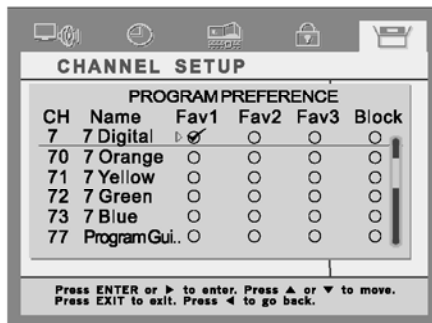 CHANNEL SETUP
PROGRAM PREFERENCE
CH Name Fav1 Fav2 Fav3 Block
7 7 Digital
70 7 Orange
71 7 Yellow
72 7 Green
73 7 Blue
77 Program Gui..
Press ENTER or ▶ to enter. Press ▲ or ▼ to move.
Press EXIT to exit. Press ◀ to go back.